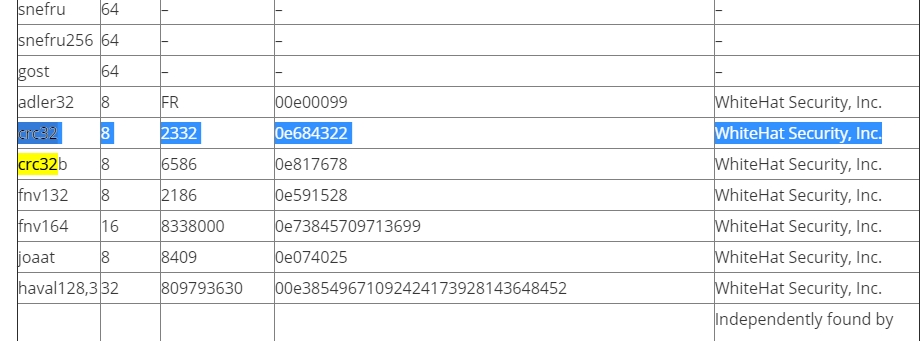 snefru 64 – – –
snefru256 64 – – –
gost 64 – – –
adler32 8 FR 00e00099 WhiteHat Security, Inc.
crc32 8 2332 0e684322 WhiteHat Security, Inc.
crc32b 8 6586 0e817678 WhiteHat Security, Inc.
fnv132 8 2186 0e591528 WhiteHat Security, Inc.
fnv164 16 8338000 0e73845709713699 WhiteHat Security, Inc.
joaat 8 8409 0e074025 WhiteHat Security, Inc.
haval128,3 32 809793630 00e38549671092424173928143648452 WhiteHat Security, Inc.
Independently found by